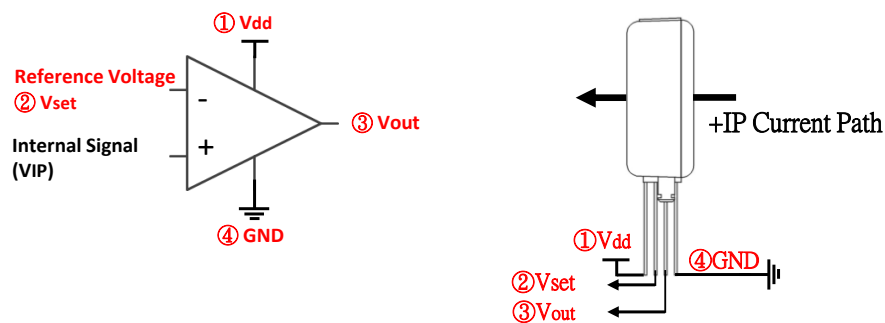 ① Vdd
Reference Voltage
② Vset
-
③ Vout
Internal Signal
(VIP)
+
④ GND
+IP Current Path
①Vdd
④GND
②Vset
③Vout